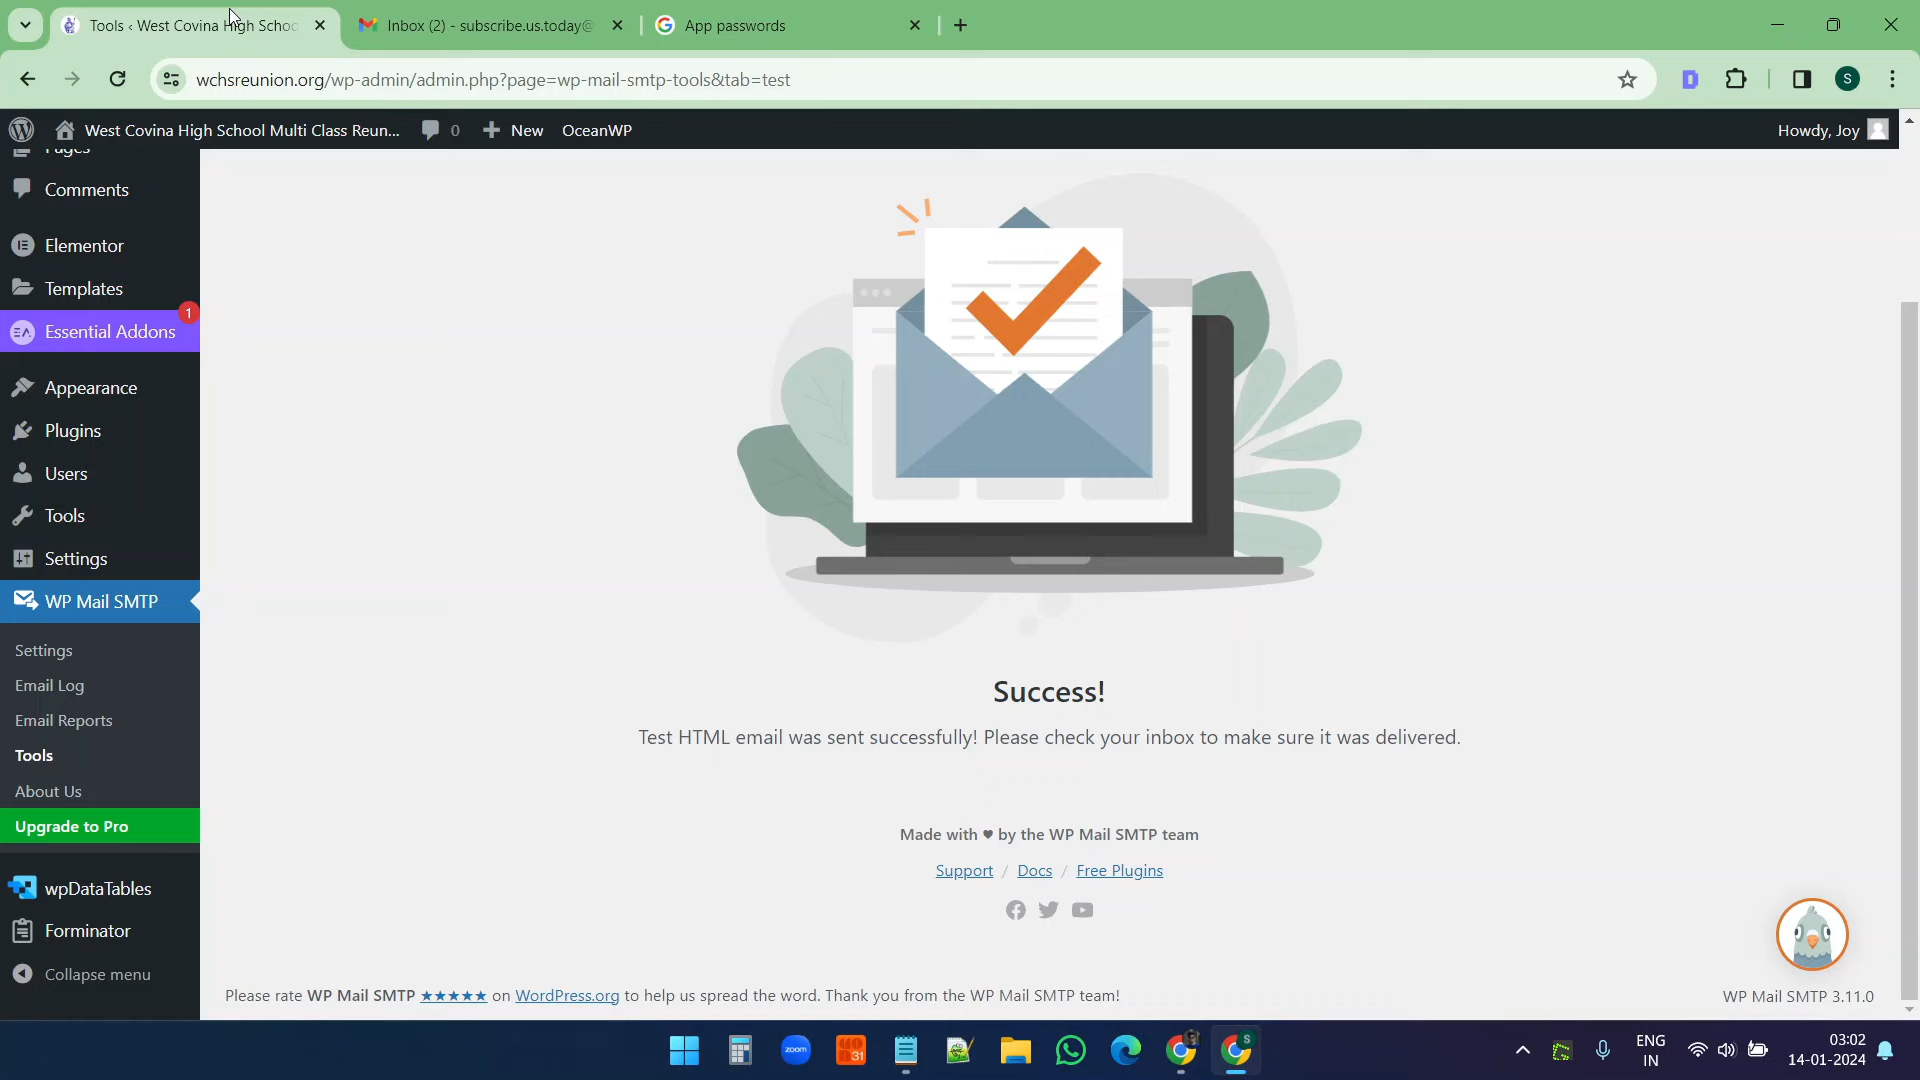 Tools ‹ West Covina High Schoo
Inbox (2) - subscribe.us.today@
App passwords
wchsreunion.org/wp-admin/admin.php?page=wp-mail-smtp-tools&tab=test
S
West Covina High School Multi Class Reun...
0
New
OceanWP
Howdy, Joy
Pages
Comments
Elementor
Templates
1
Essential Addons
Appearance
Plugins
Users
Tools
Settings
WP Mail SMTP
Settings
Email Log
Email Reports
Tools
About Us
Upgrade to Pro
wpDataTables
Forminator
Collapse menu
Success!
Test HTML email was sent successfully! Please check your inbox to make sure it was delivered.
Made with ♥ by the WP Mail SMTP team
Support / Docs / Free Plugins
Please rate WP Mail SMTP ★★★★★ on WordPress.org to help us spread the word. Thank you from the WP Mail SMTP team!
WP Mail SMTP 3.11.0
zoom
31
S
ENG
IN
03:02
14-01-2024